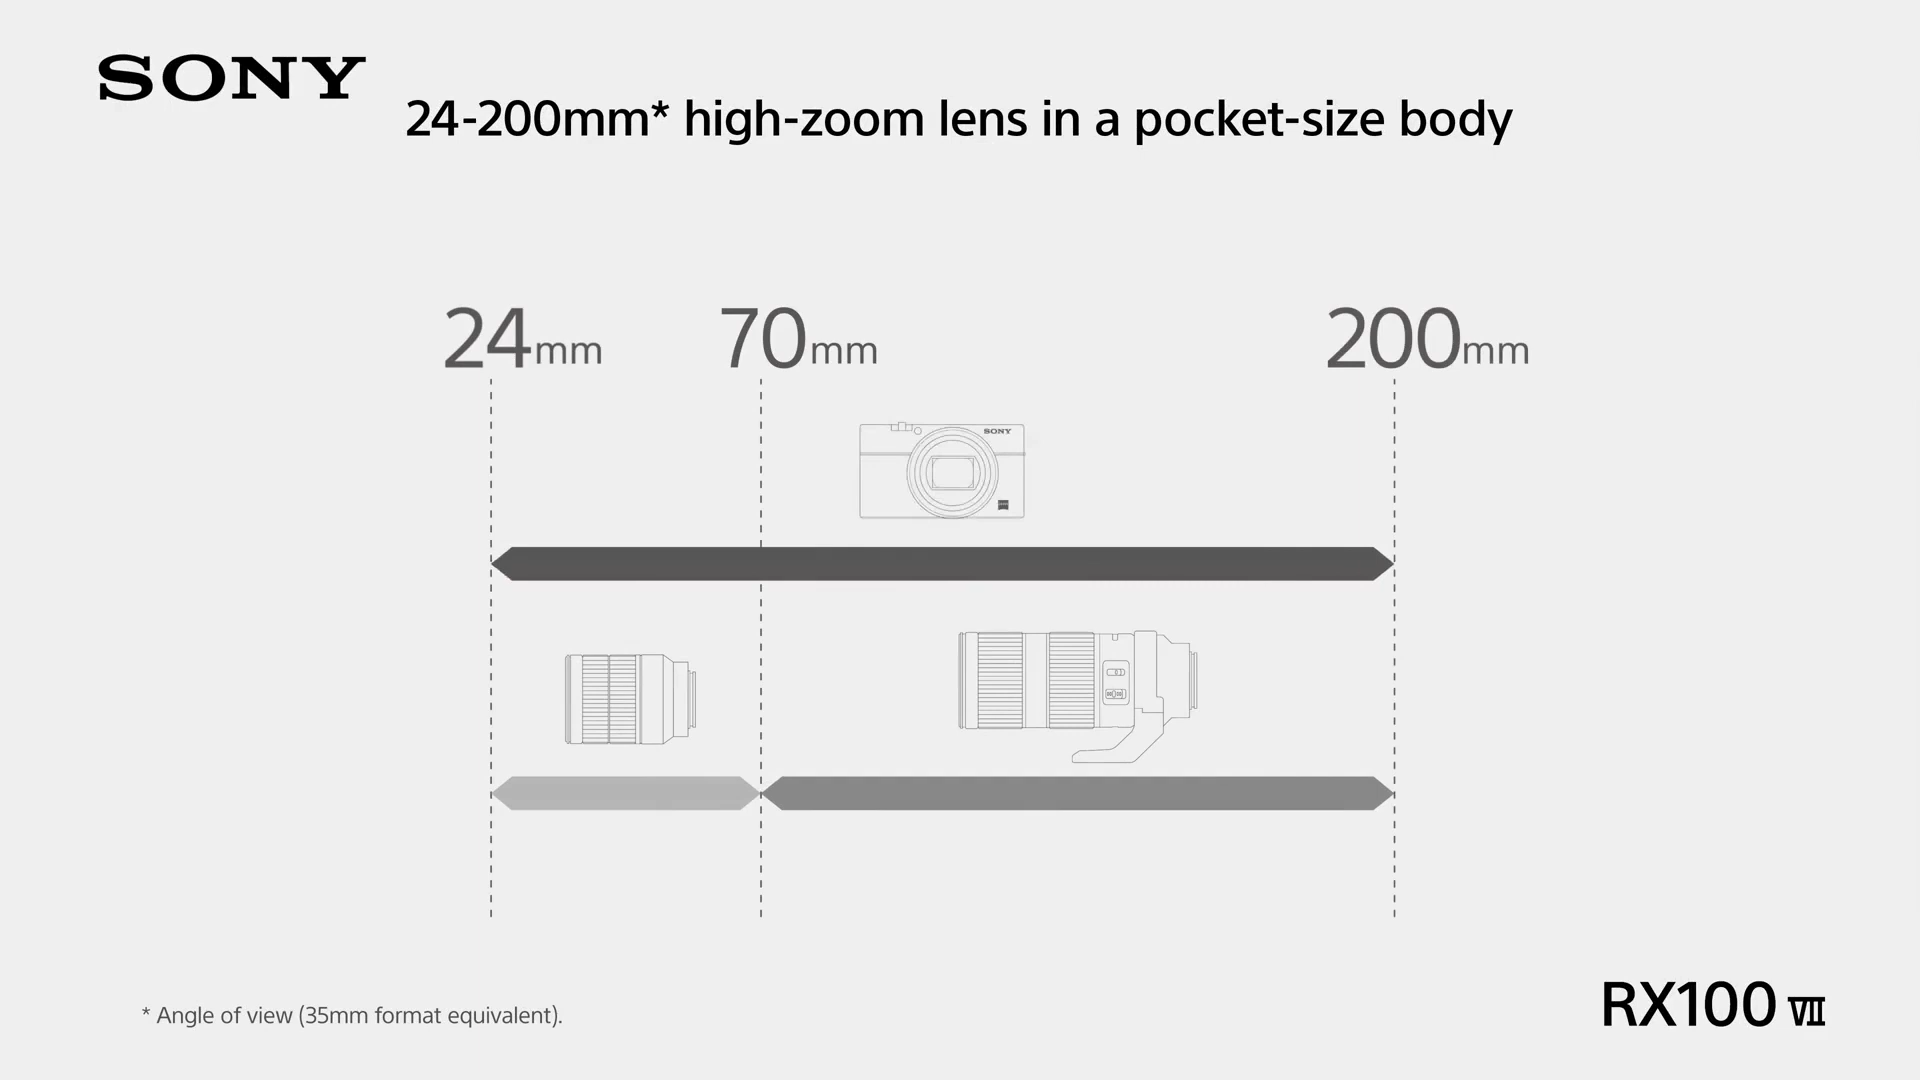 SONY
24-200mm* high-zoom lens in a pocket-size body
24mm
70mm
200mm
SONY
* Angle of view (35mm format equivalent).
RX100 VII